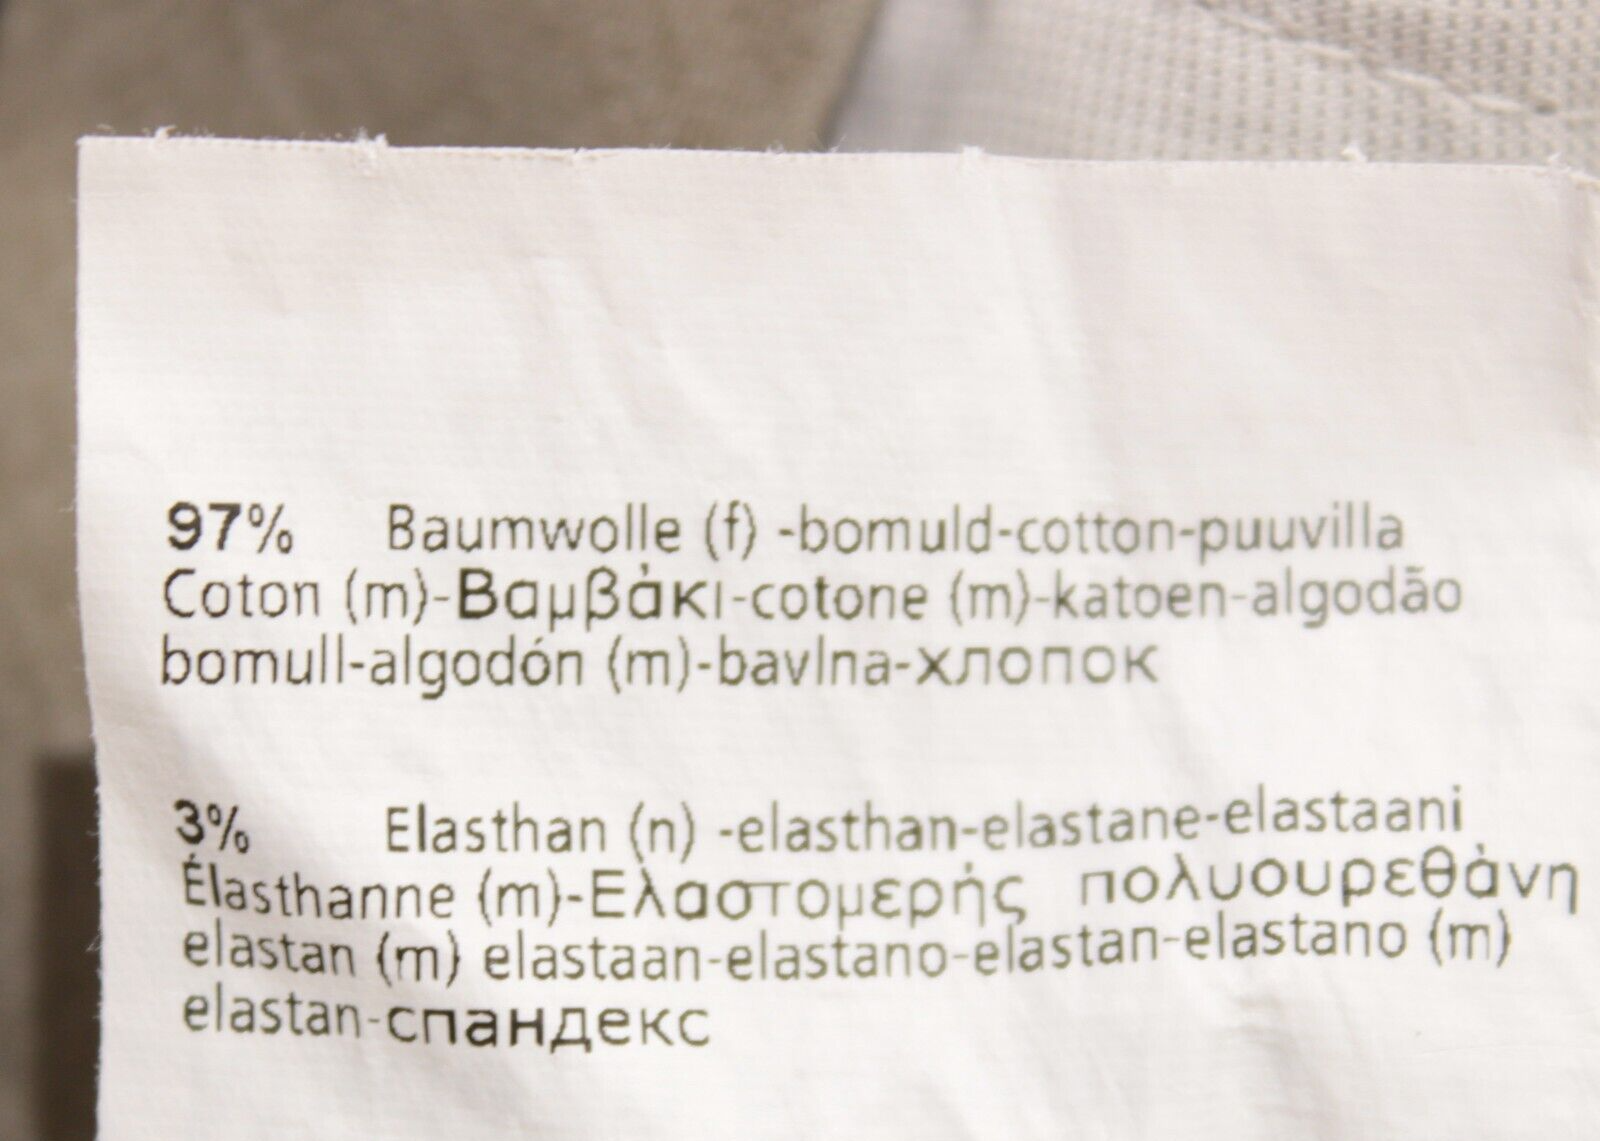 97% Baumwolle (f) -bomuld-cotton-puuvilla
Coton (m)-Βαμβάκι-cotone (m)-katoen-algodão
bomull-algodón (m)-bavlna-хлопок
3% Elasthan (n) -elasthan-elastane-elastaani
Élasthanne (m)-Ελαστομερής πολυουρεθάνη
elastan (m) elastaan-elastano-elastan-elastano (m)
elastan-спандекс